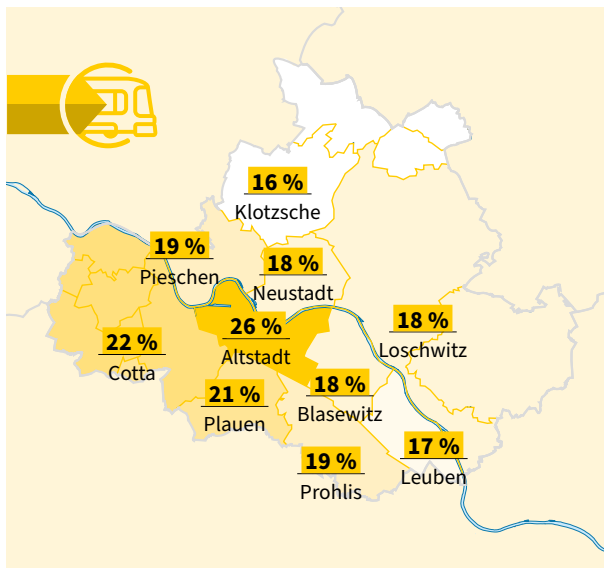 16 %
Klotzsche
19 %
Pieschen
18 %
Neustadt
26 %
Altstadt
18 %
Loschwitz
22 %
Cotta
21 %
Plauen
18 %
Blasewitz
19 %
Prohlis
17 %
Leuben